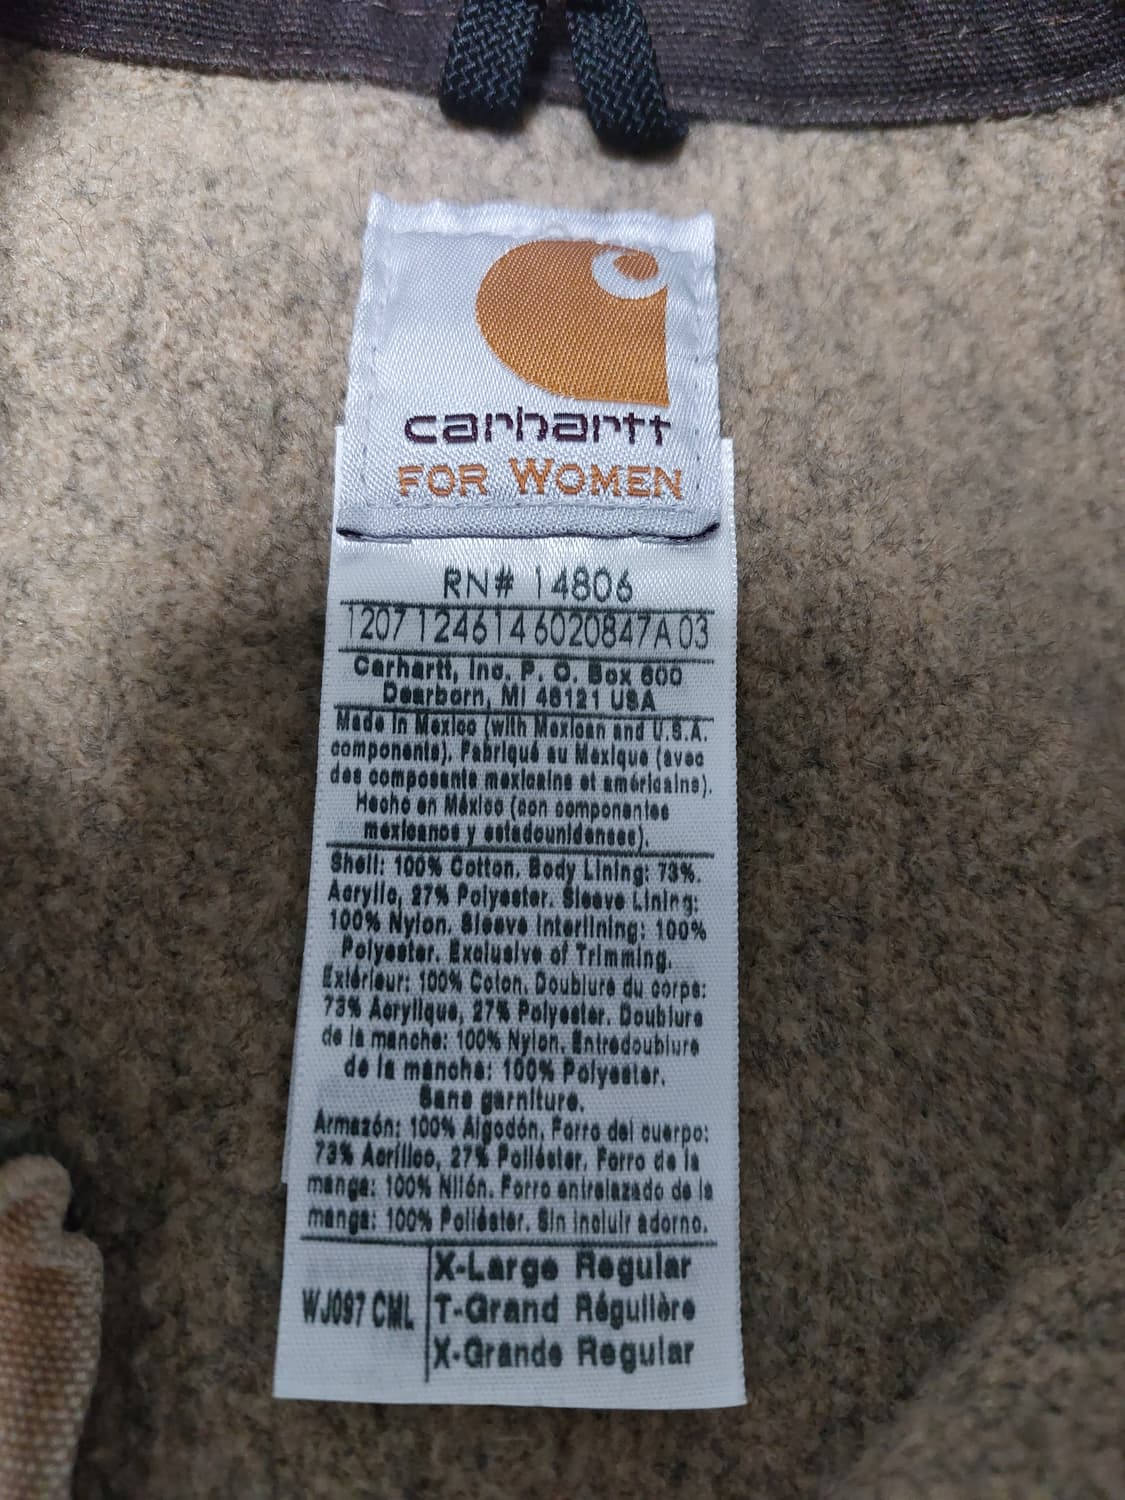 carhartt
FOR WOMEN
RN# 14806
1207 124614 6020847A 03
Carhartt, Inc. P. O. Box 600
Dearborn, MI 48121 USA
Made in Mexico (with Mexican and U.S.A.
components). Fabriqué au Mexique (avec
des composants mexicains et américains).
Hecho en México (con componentes
mexicanos y estadounidenses).
Shell: 100% Cotton. Body Lining: 73%.
Acrylic, 27% Polyester. Sleeve Lining:
100% Nylon. Sleeve Interlining: 100%
Polyester. Exclusive of Trimming.
Extérieur: 100% Coton. Doublure du corps:
73% Acrylique, 27% Polyester. Doublure
de la manche: 100% Nylon. Entredoublure
de la manche: 100% Polyester.
Sans garniture.
Armazón: 100% Algodón. Forro del cuerpo:
73% Acrílico, 27% Poliéster. Forro de la
manga: 100% Nilón. Forro entrelazado de la
manga: 100% Poliéster. Sin incluir adorno.
WJ097 CML
X-Large Regular
T-Grand Régulière
X-Grande Regular